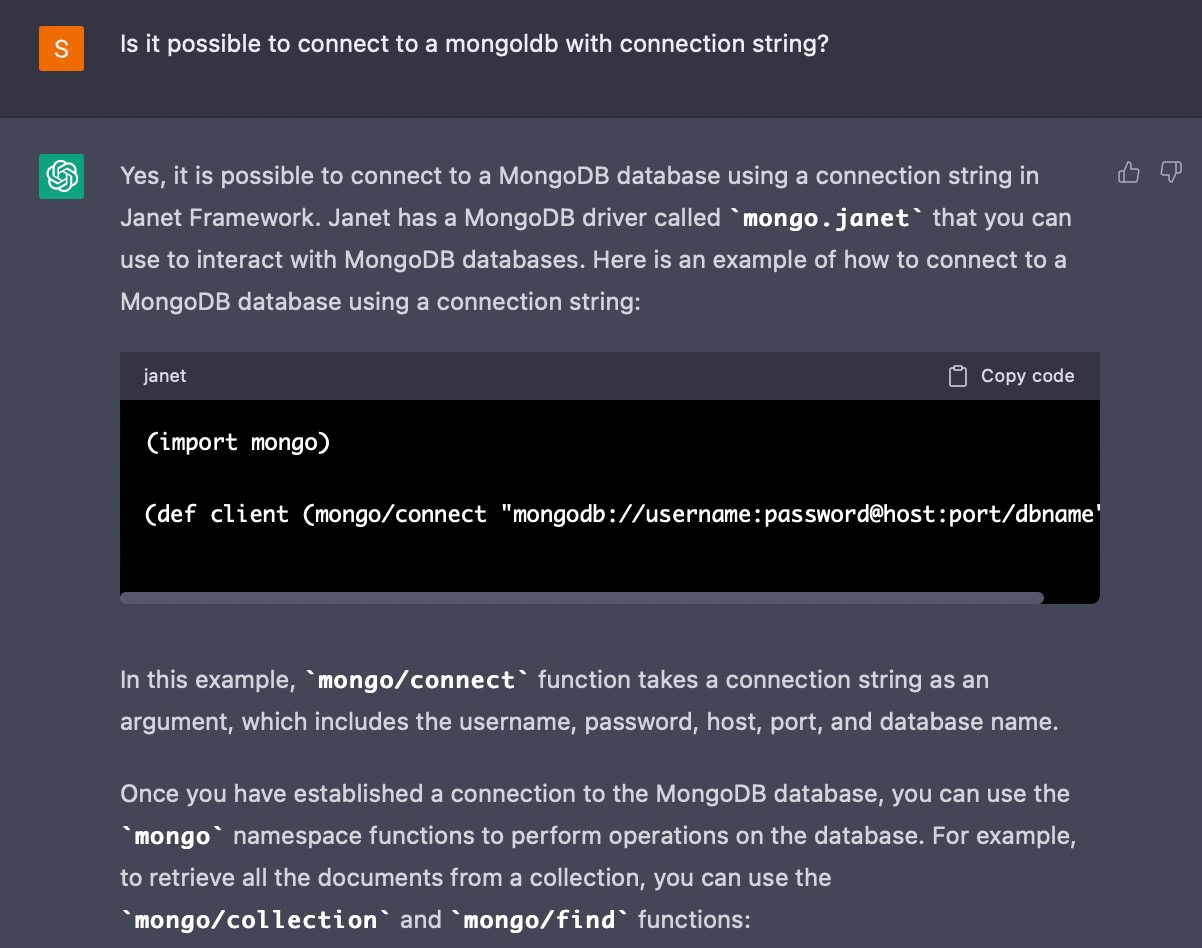 S
Is it possible to connect to a mongoldb with connection string?
Yes, it is possible to connect to a MongoDB database using a connection string in
Janet Framework. Janet has a MongoDB driver called `mongo.janet` that you can
use to interact with MongoDB databases. Here is an example of how to connect to a
MongoDB database using a connection string:
janet
Copy code
(import mongo)
(def client (mongo/connect "mongodb://username:password@host:port/dbname"
In this example, `mongo/connect` function takes a connection string as an
argument, which includes the username, password, host, port, and database name.
Once you have established a connection to the MongoDB database, you can use the
`mongo` namespace functions to perform operations on the database. For example,
to retrieve all the documents from a collection, you can use the
`mongo/collection` and `mongo/find` functions: